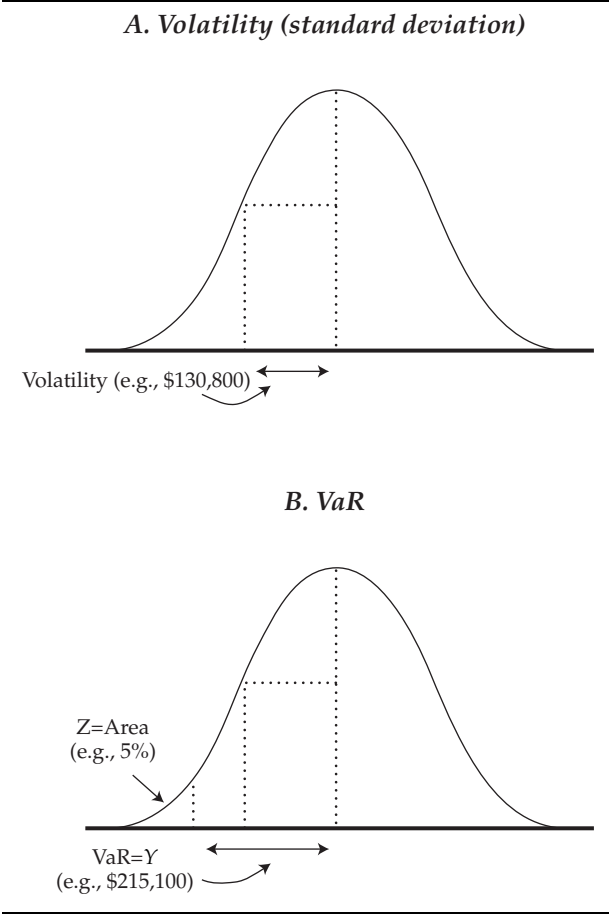 A. Volatility (standard deviation)
Volatility (e.g., $130,800)
B. VaR
Z=Area
(e.g., 5%)
VaR=Y
(e.g., $215,100)